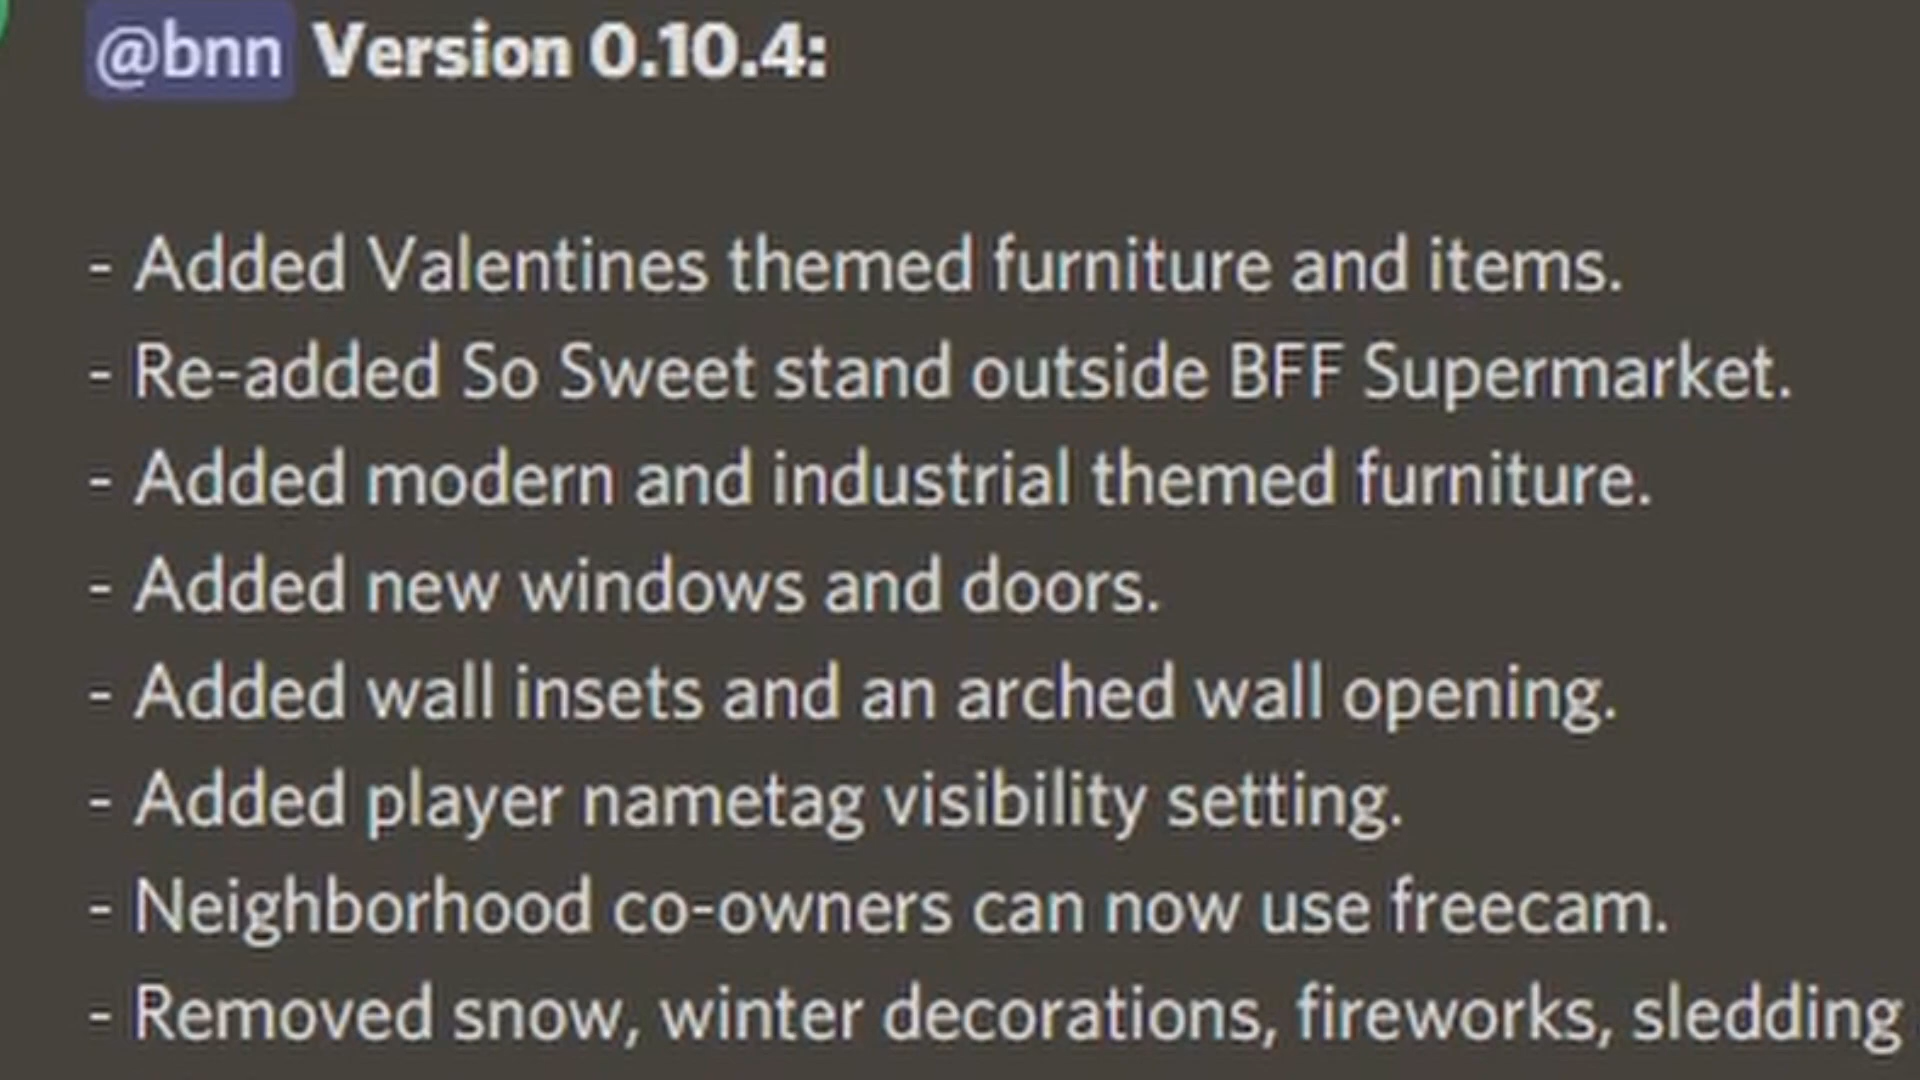 @bnn Version 0.10.4:
- Added Valentines themed furniture and items.
- Re-added So Sweet stand outside BFF Supermarket.
- Added modern and industrial themed furniture.
- Added new windows and doors.
- Added wall insets and an arched wall opening.
- Added player nametag visibility setting.
- Neighborhood co-owners can now use freecam.
- Removed snow, winter decorations, fireworks, sledding